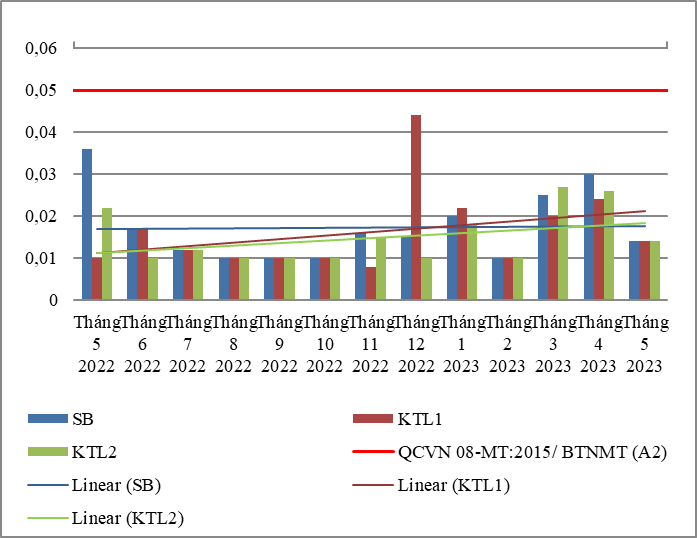 0,06
0,05
0,04
0,03
0,02
0,01
0
Tháng Tháng Tháng Tháng Tháng Tháng Tháng Tháng Tháng Tháng Tháng Tháng Tháng
5 6 7 8 9 10 11 12 1 2 3 4 5
2022 2022 2022 2022 2022 2022 2022 2022 2023 2023 2023 2023 2023
SB KTL1
KTL2 QCVN 08-MT:2015/ BTNMT (A2)
Linear (SB) Linear (KTL1)
Linear (KTL2)